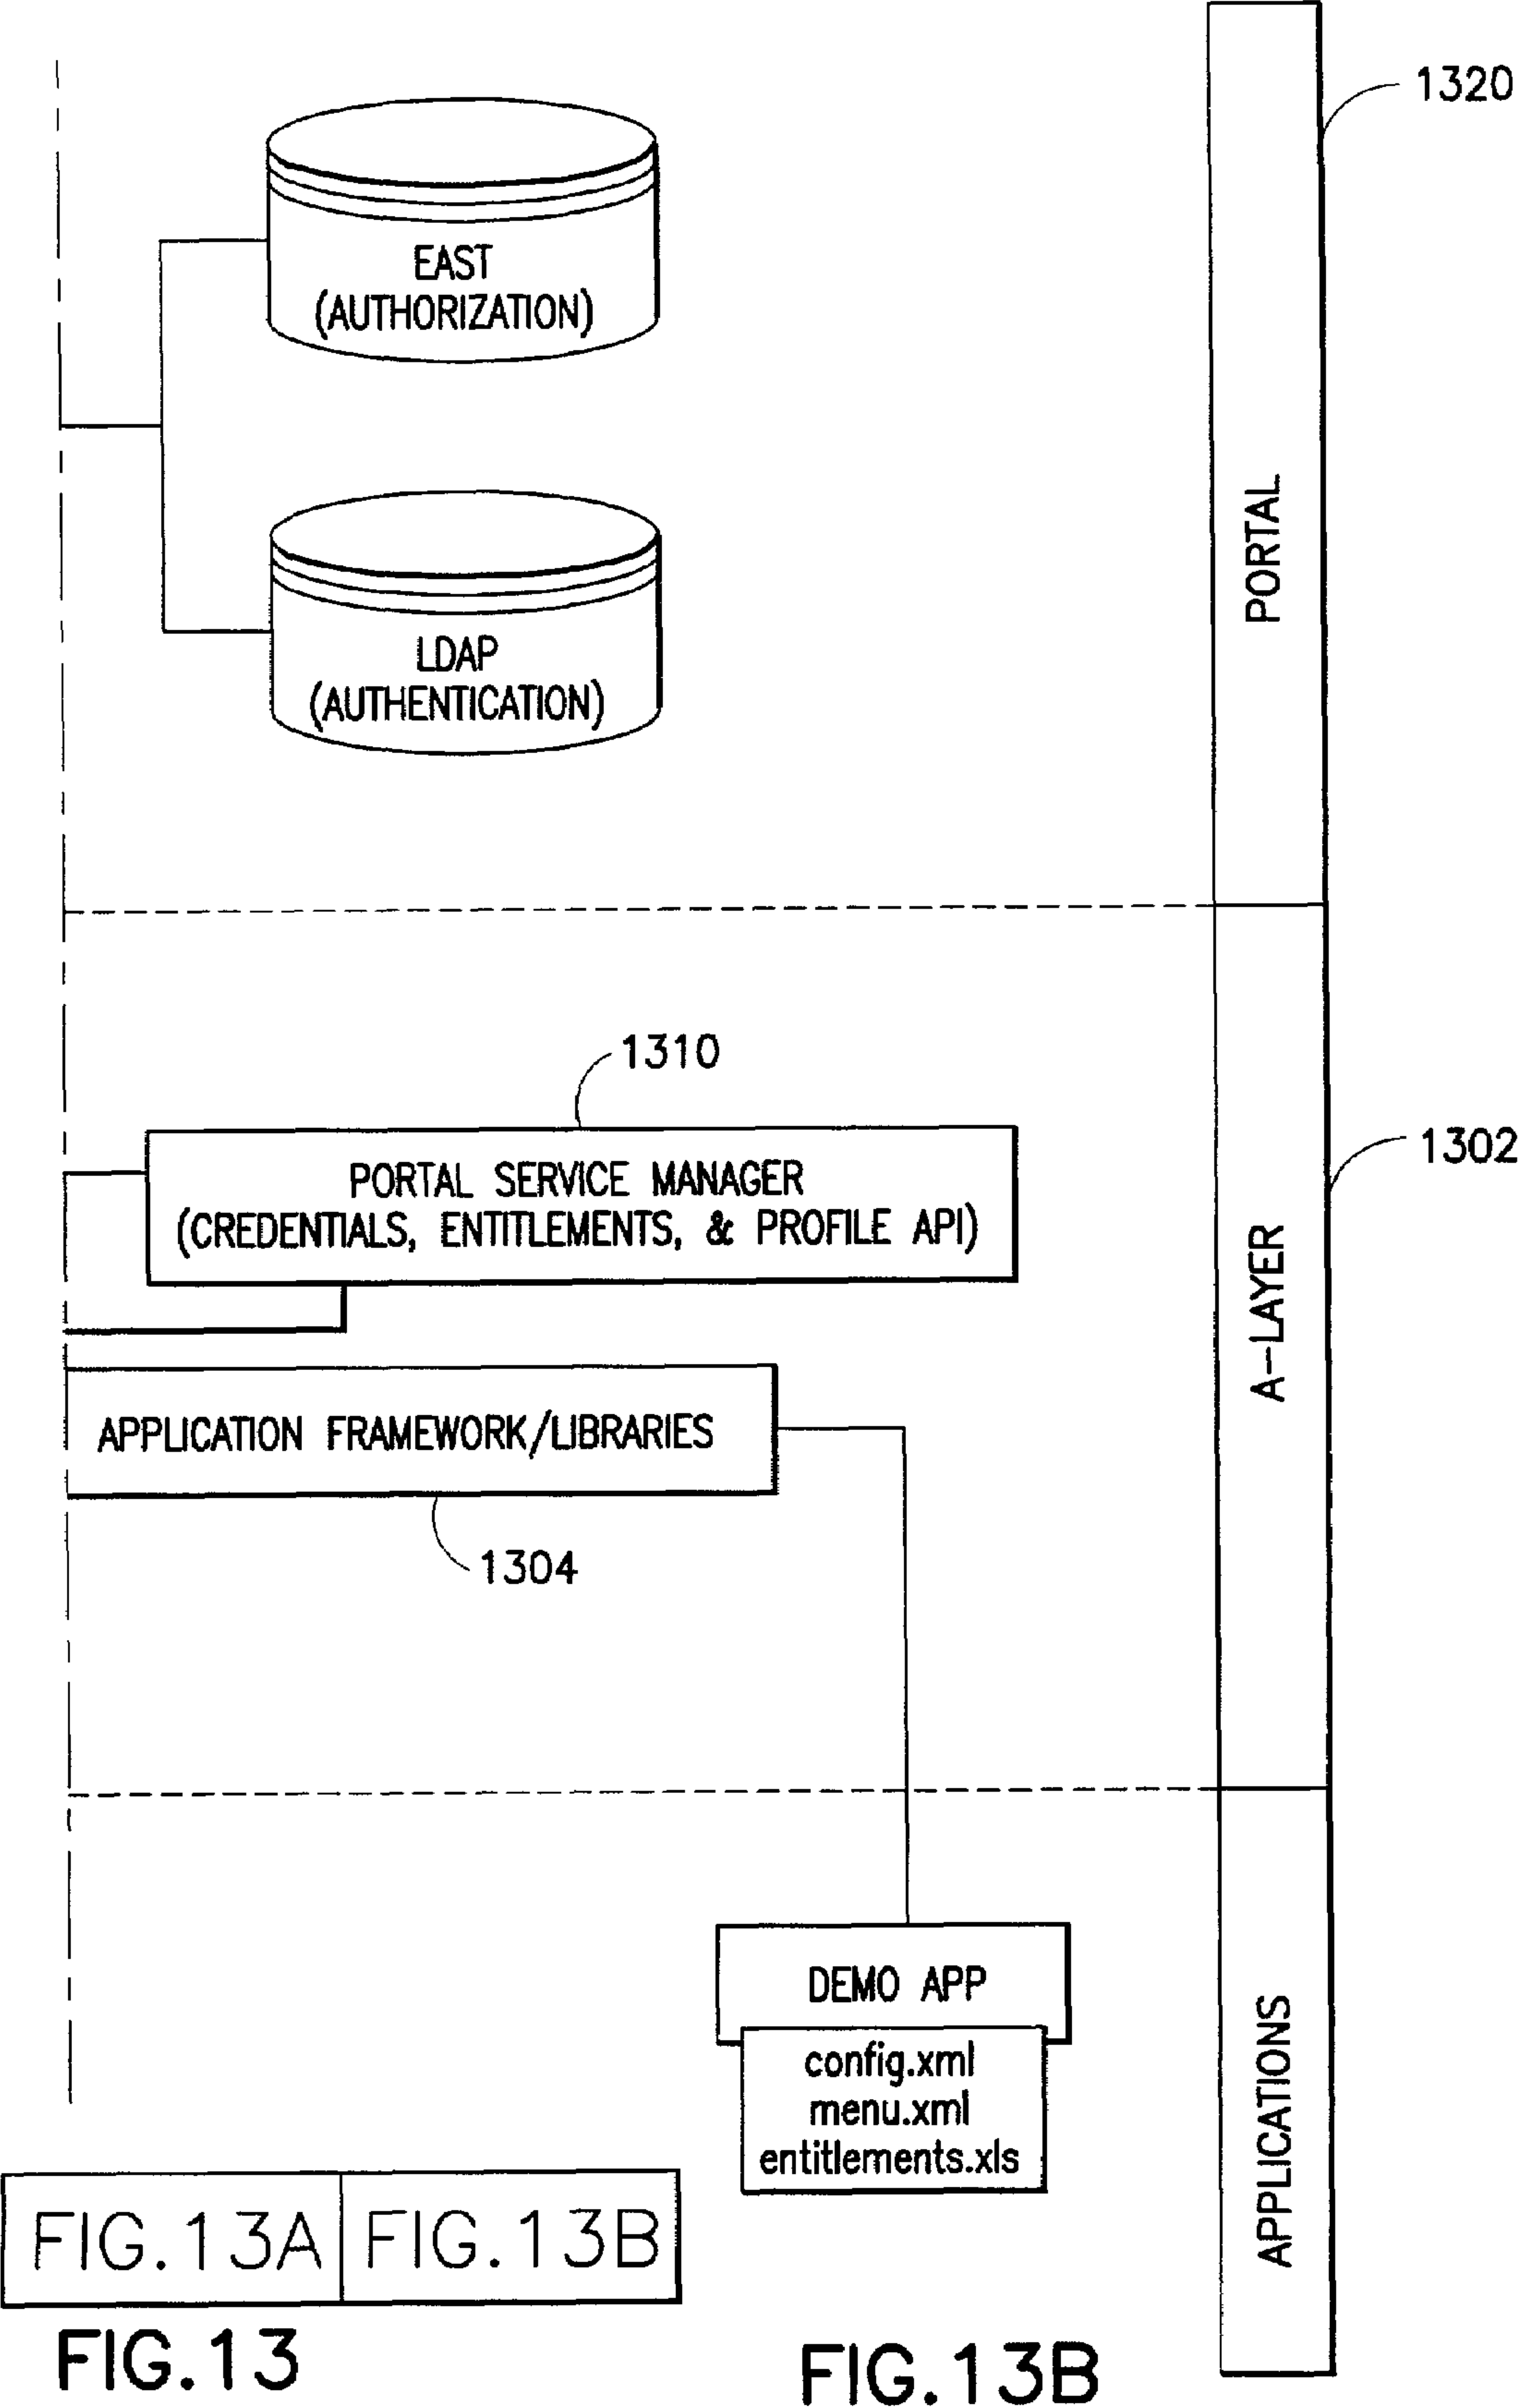 1320
EAST
(AUTHORIZATION)
PORTAL
LDAP
(AUTHENTICATION)
1310
1302
PORTAL SERVICE MANAGER
(CREDENTIALS, ENTITLEMENTS, & PROFILE API)
A-LAYER
APPLICATION FRAMEWORK/LIBRARIES
1304
DEMO APP
config.xml
menu.xml
entitlements.xls
APPLICATIONS
FIG.13A
FIG.13B
FIG.13
FIG.13B